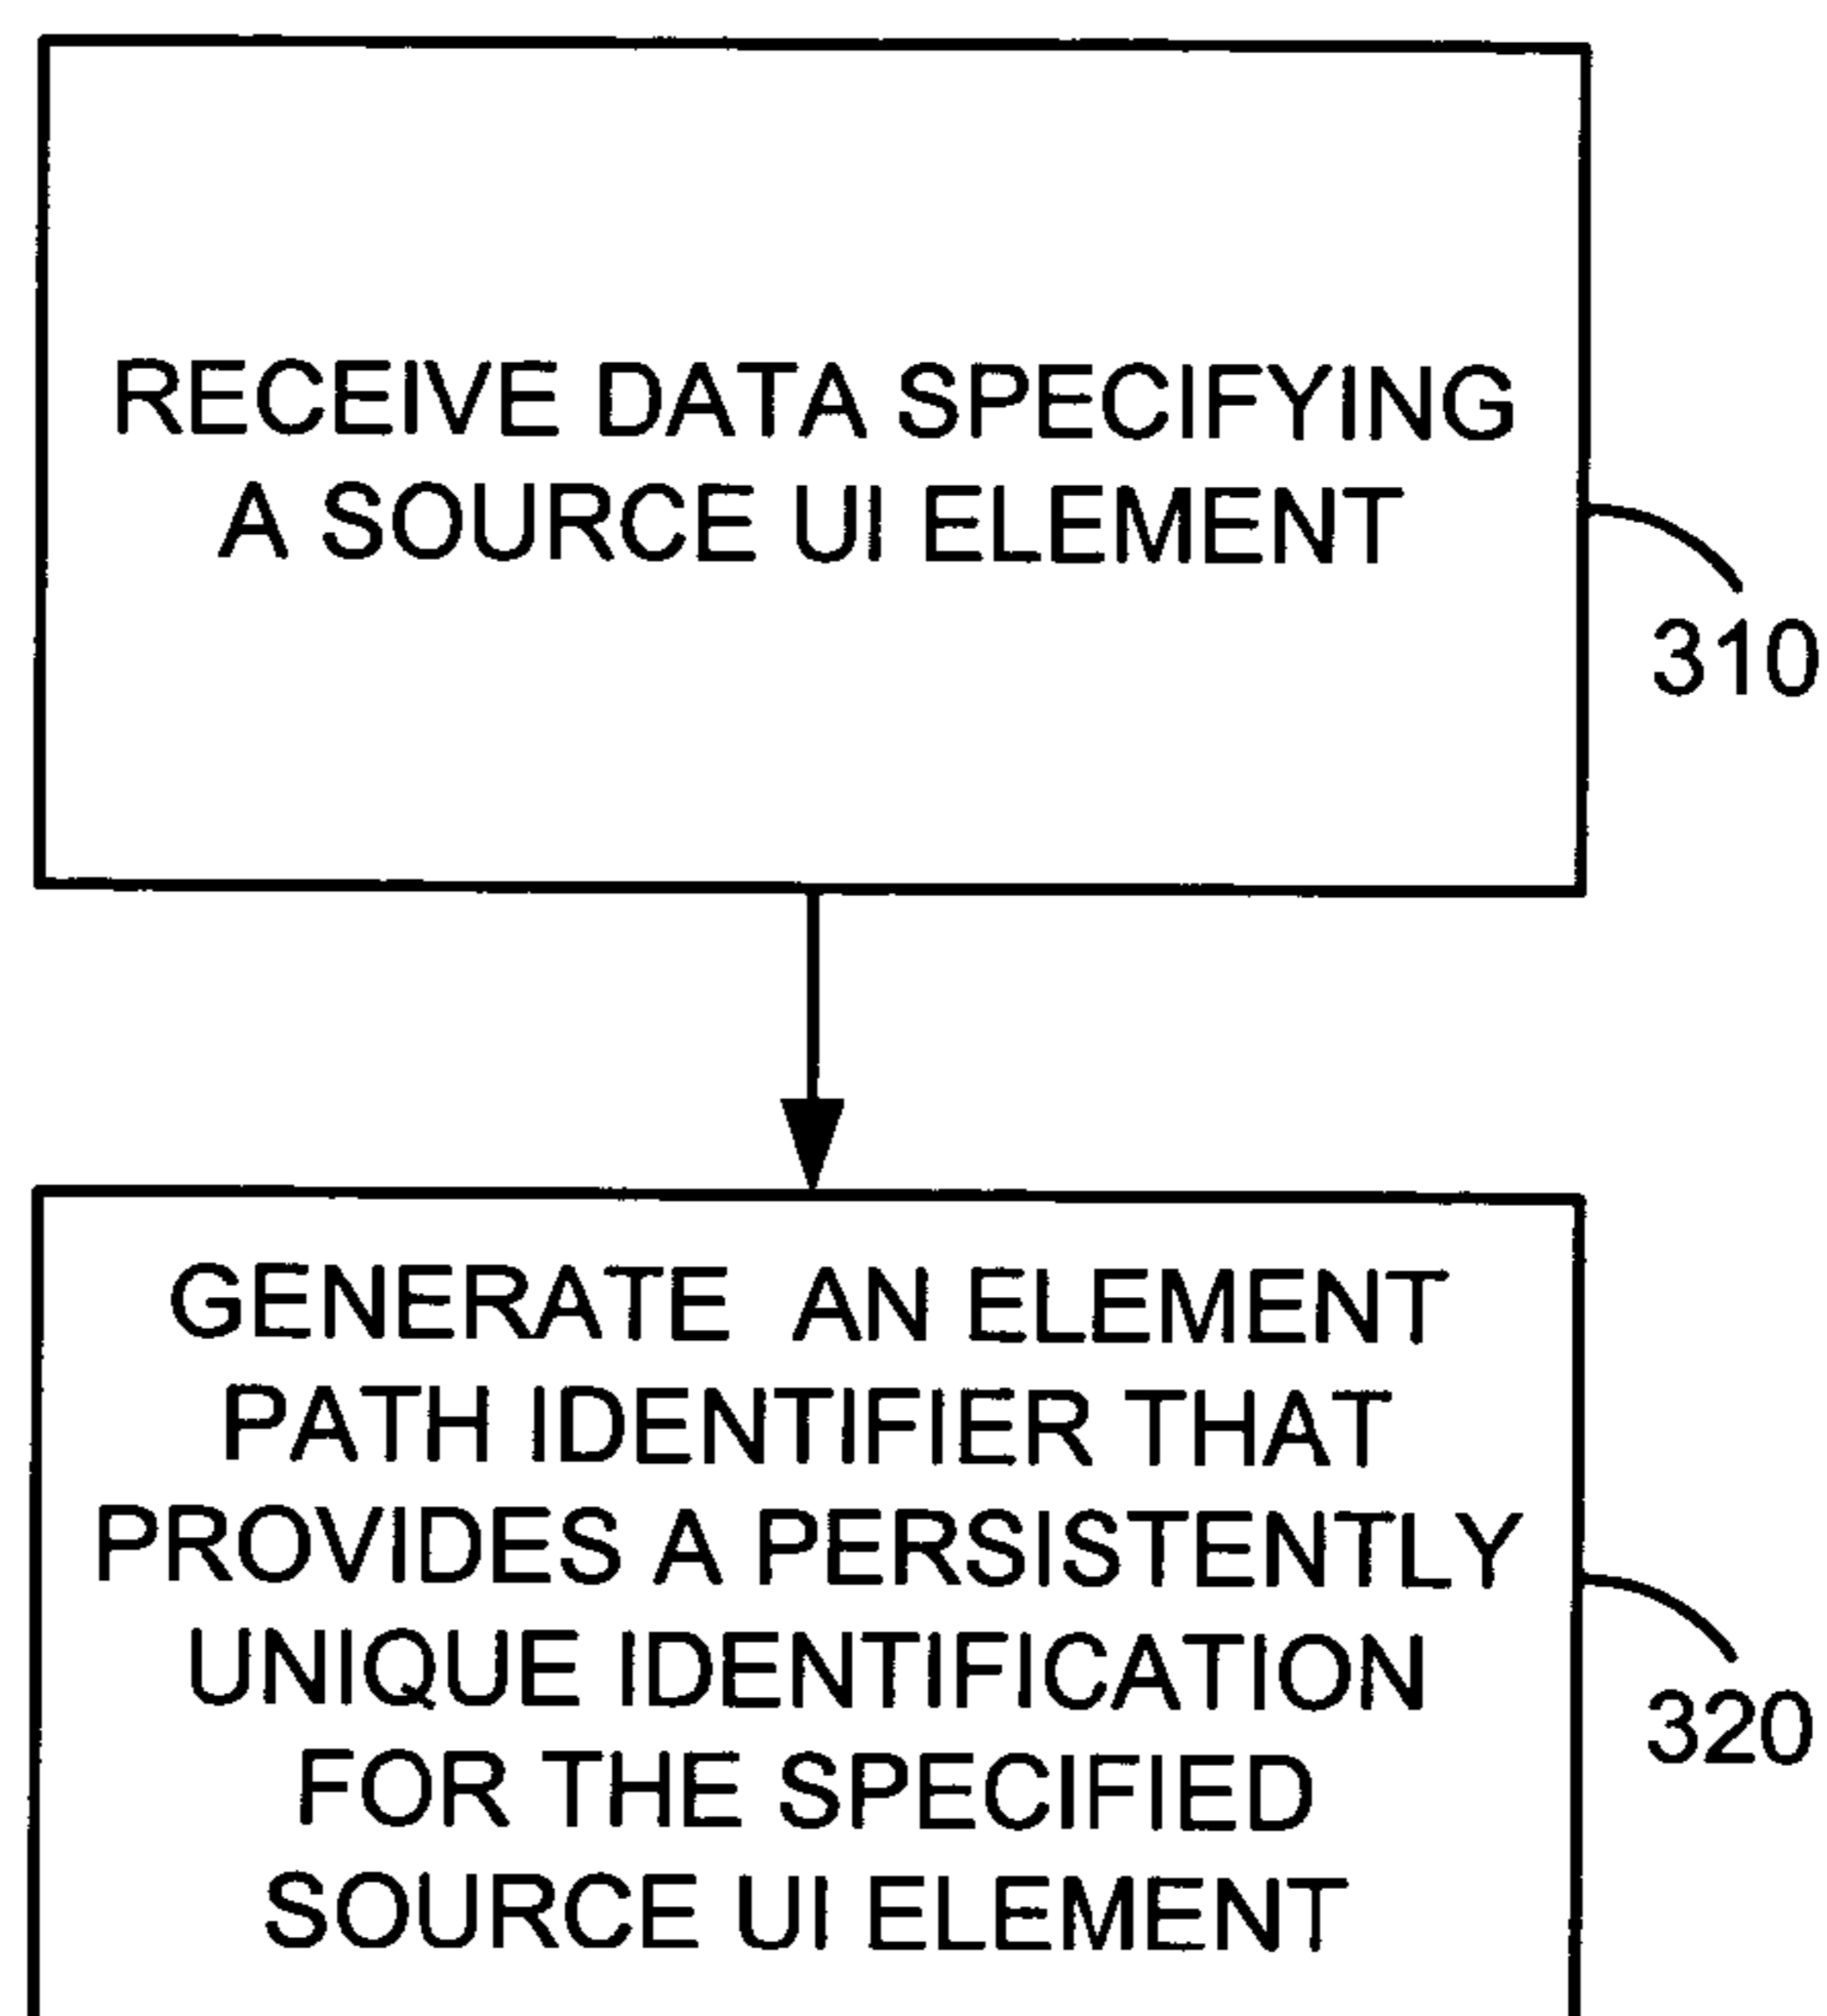 RECEIVE DATA SPECIFYING
A SOURCE UI ELEMENT
310
GENERATE AN ELEMENT
PATH IDENTIFIER THAT
PROVIDES A PERSISTENTLY
UNIQUE IDENTIFICATION
FOR THE SPECIFIED
SOURCE UI ELEMENT
320